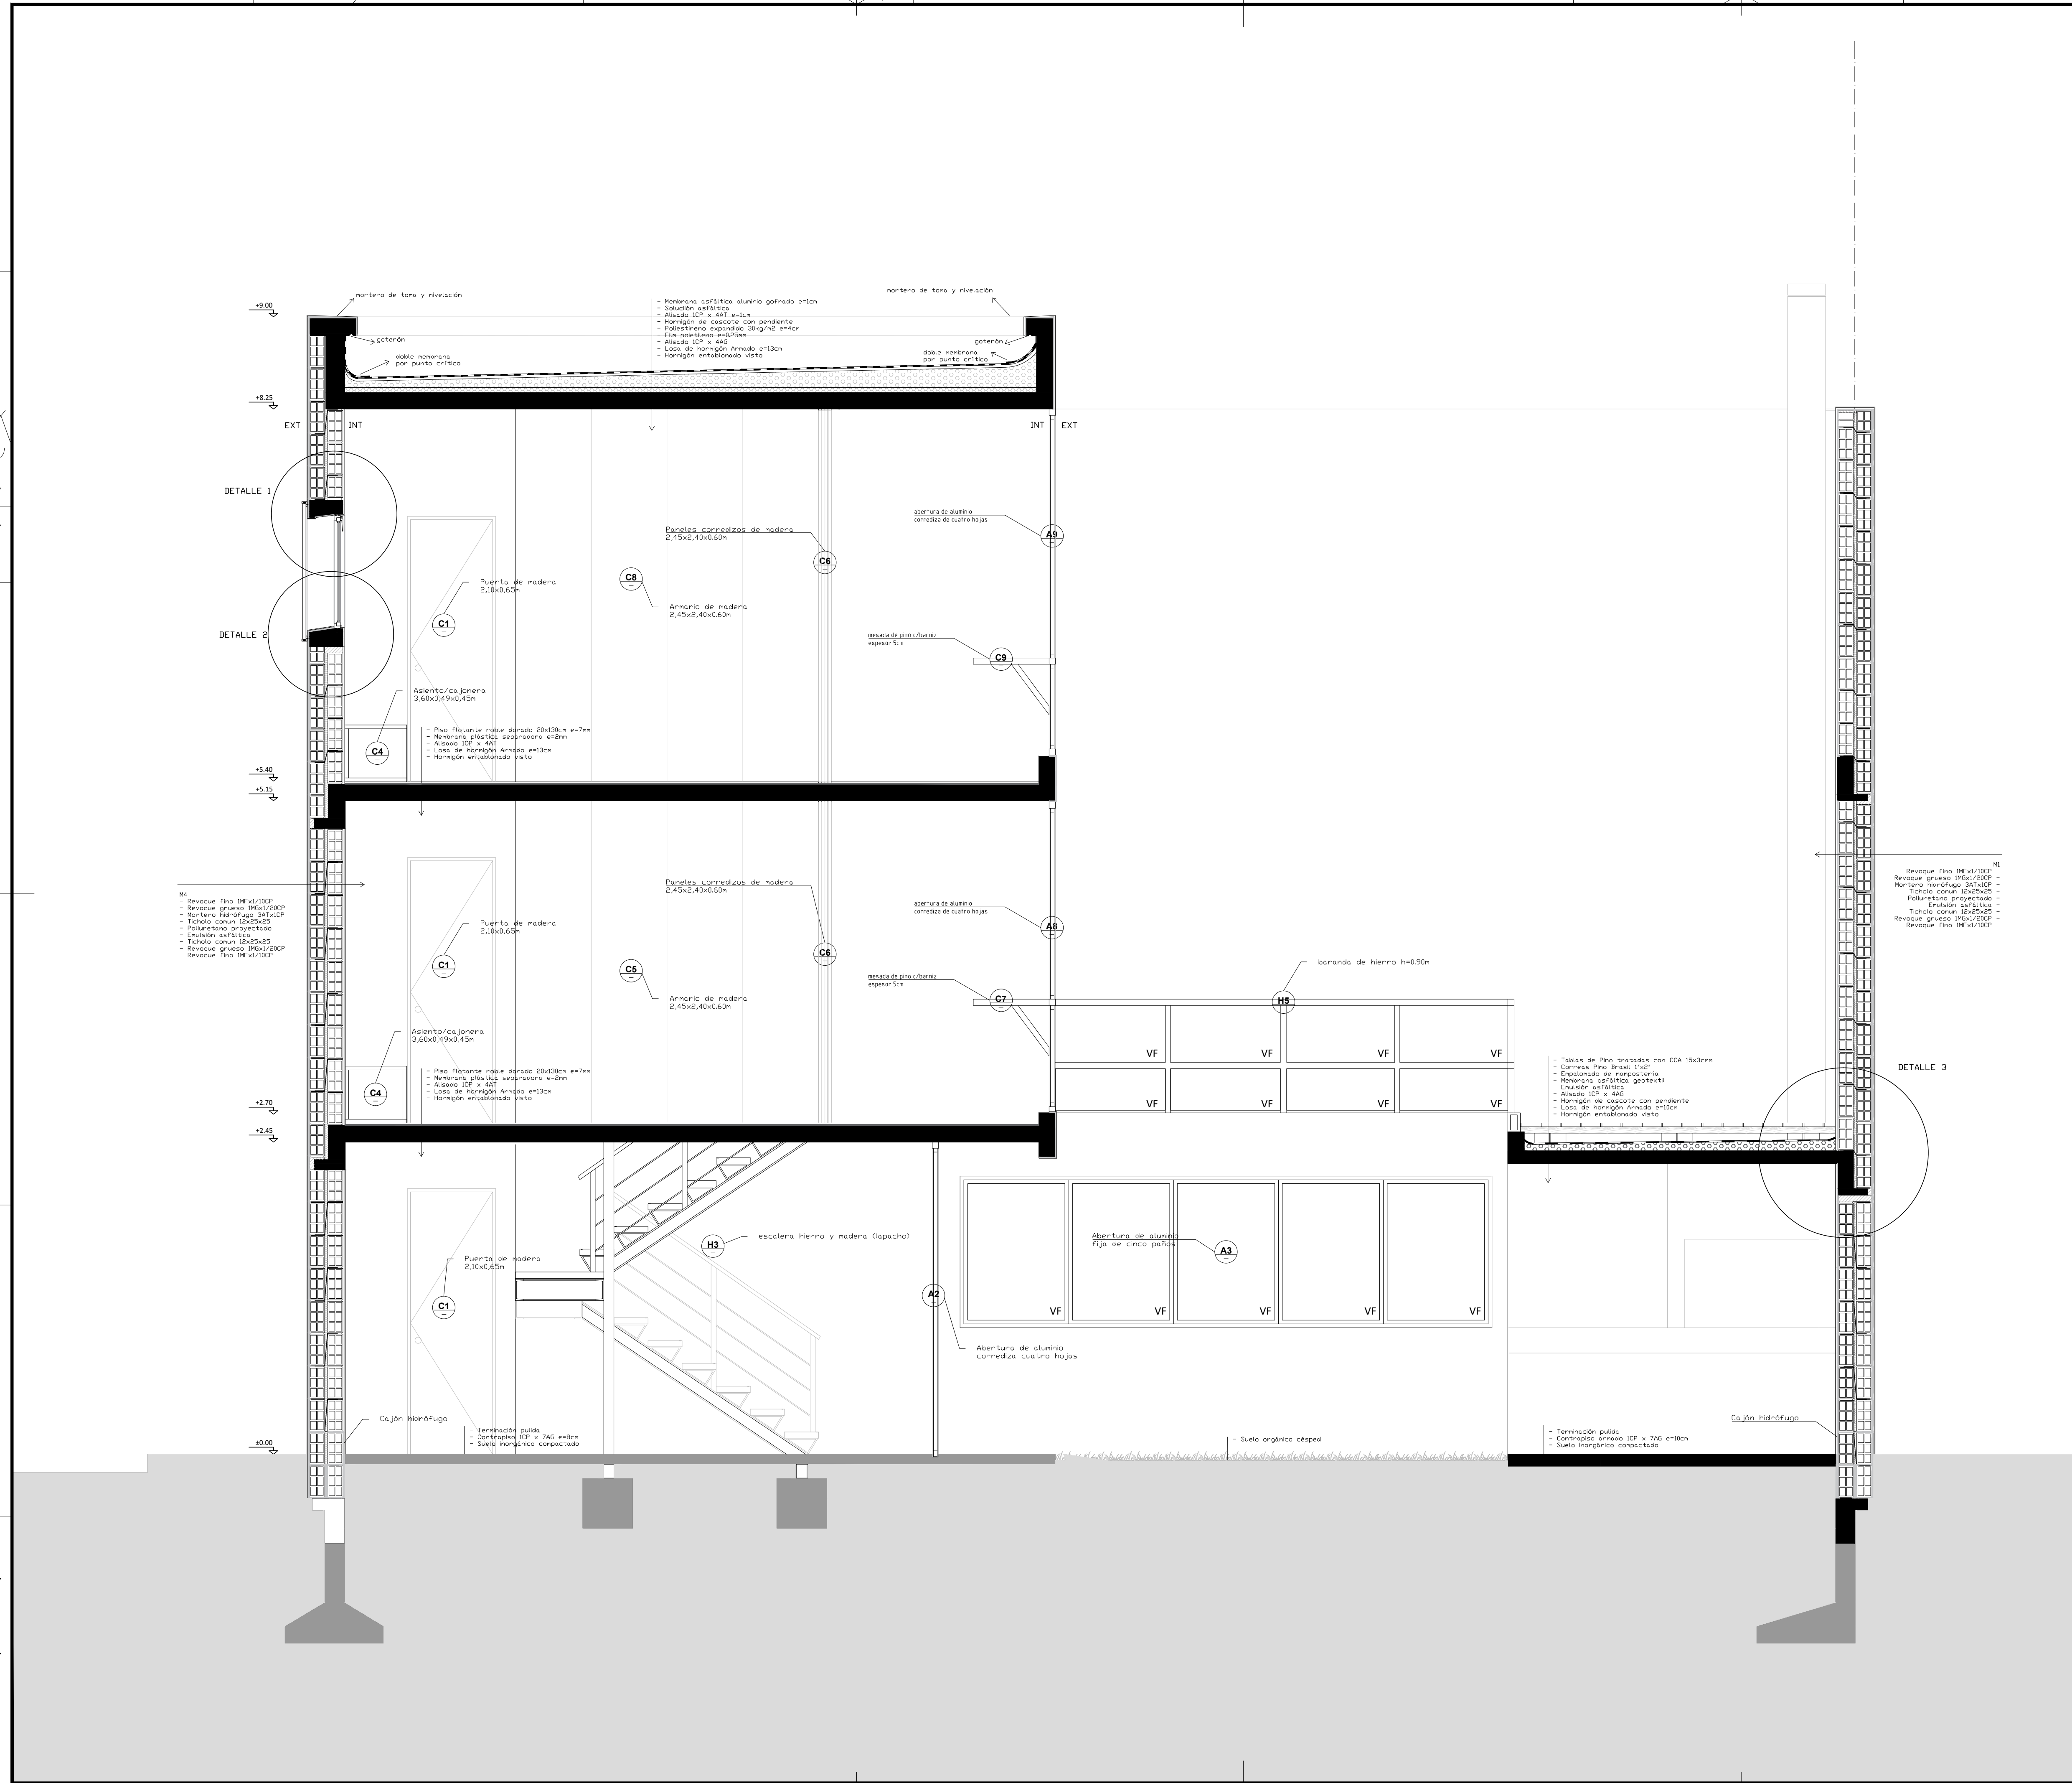 +9.00
mortero de toma y nivelación
mortero de toma y nivelación
- Membrana asfáltica aluminio gofrado e=1cm
- Solución asfáltica
- Alisado 1CP x 4AT e=1cm
- Hormigón de cascote con pendiente
- Poliestireno expandido 30kg/m2 e=4cm
- Film polietileno e=0.25mm
- Alisado 1CP x 4AG
- Losa de hormigón Armado e=13cm
- Hormigón entablonado visto
goterón
goterón
doble membrana
por punto crítico
doble membrana
por punto crítico
+8.25
EXT
INT
INT
EXT
DETALLE 1
DETALLE 2
Paneles corredizos de madera
2,45x2,40x0.60m
C6
abertura de aluminio
corrediza de cuatro hojas
A9
Puerta de madera
2,10x0,65m
C1
C8
Armario de madera
2,45x2,40x0.60m
mesada de pino c/barniz
espesor 5cm
C9
Asiento/cajonera
3,60x0,49x0,45m
C4
- Piso flotante roble dorado 20x130cm e=7mm
- Membrana plástica separadora e=2mm
- Alisado 1CP x 4AT
- Losa de hormigón Armado e=13cm
- Hormigón entablonado visto
+5.40
+5.15
M4
- Revoque fino 1MFx1/10CP
- Revoque grueso 1MGx1/20CP
- Mortero hidrófugo 3ATx1CP
- Ticholo comun 12x25x25
- Poliuretano proyectado
- Emulsión asfáltica
- Ticholo comun 12x25x25
- Revoque grueso 1MGx1/20CP
- Revoque fino 1MFx1/10CP
M1
Revoque fino 1MFx1/10CP -
Revoque grueso 1MGx1/20CP -
Mortero hidrófugo 3ATx1CP -
Ticholo comun 12x25x25 -
Poliuretano proyectado -
Emulsión asfáltica -
Ticholo comun 12x25x25 -
Revoque grueso 1MGx1/20CP -
Revoque fino 1MFx1/10CP -
Paneles corredizos de madera
2,45x2,40x0.60m
C6
abertura de aluminio
corrediza de cuatro hojas
A8
Puerta de madera
2,10x0,65m
C1
C5
Armario de madera
2,45x2,40x0.60m
mesada de pino c/barniz
espesor 5cm
C7
baranda de hierro h=0.90m
H5
VF VF VF VF
VF VF VF VF
Asiento/cajonera
3,60x0,49x0,45m
C4
- Piso flotante roble dorado 20x130cm e=7mm
- Membrana plástica separadora e=2mm
- Alisado 1CP x 4AT
- Losa de hormigón Armado e=13cm
- Hormigón entablonado visto
- Tablas de Pino tratadas con CCA 15x3cmm
- Correas Pino Brasil 1"x2"
- Empalomado de mampostería
- Membrana asfáltica geotextil
- Emulsión asfáltica
- Alisado 1CP x 4AG
- Hormigón de cascote con pendiente
- Losa de hormigón Armado e=10cm
- Hormigón entablonado visto
DETALLE 3
+2.70
+2.45
H3
escalera hierro y madera (lapacho)
Abertura de aluminio
fija de cinco paños
A3
Puerta de madera
2,10x0,65m
C1
A2
VF VF VF VF VF
Abertura de aluminio
corrediza cuatro hojas
Cajón hidrófugo
Cajón hidrófugo
±0.00
- Terminación pulida
- Contrapiso 1CP x 7AG e=8cm
- Suelo inorgánico compactado
- Suelo orgánico césped
- Terminación pulida
- Contrapiso armado 1CP x 7AG e=10cm
- Suelo inorgánico compactado